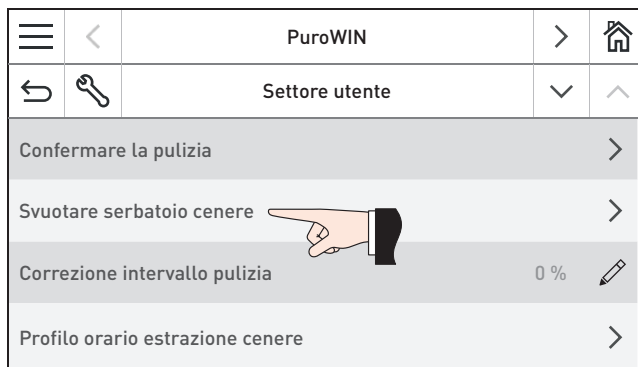 PuroWIN
Settore utente
Confermare la pulizia
Svuotare serbatoio cenere
Correzione intervallo pulizia 0 %
Profilo orario estrazione cenere